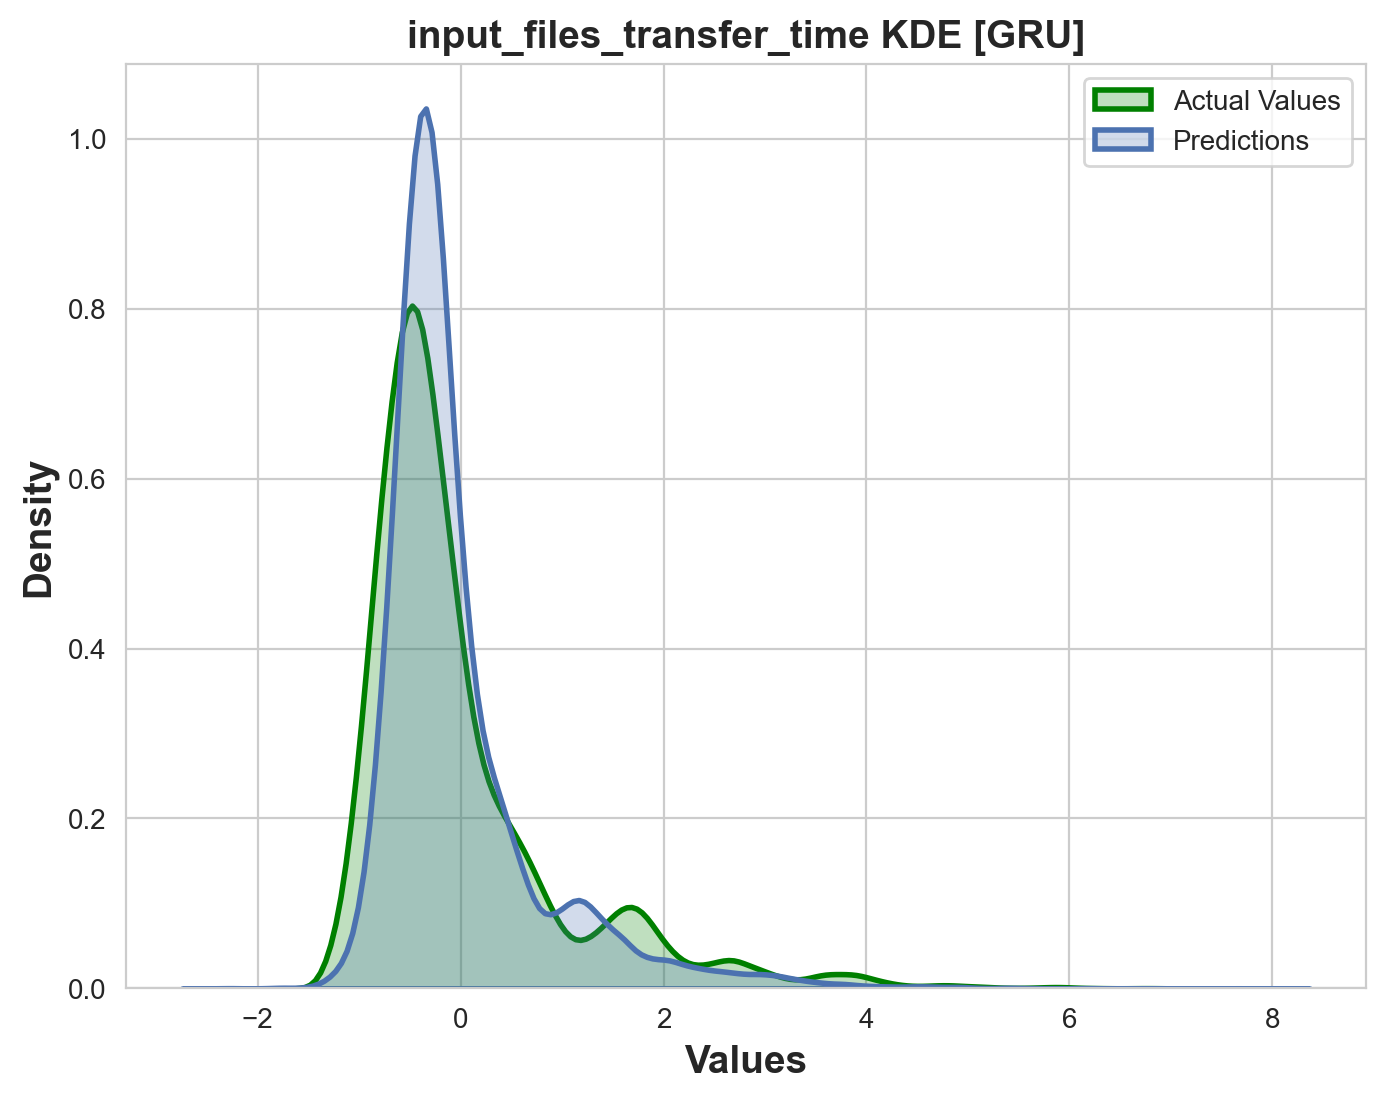 input_files_transfer_time KDE [GRU]
Actual Values
Predictions
1.0
0.8
0.6
0.4
0.2
0.0
Density
−2
0
2
4
6
8
Values